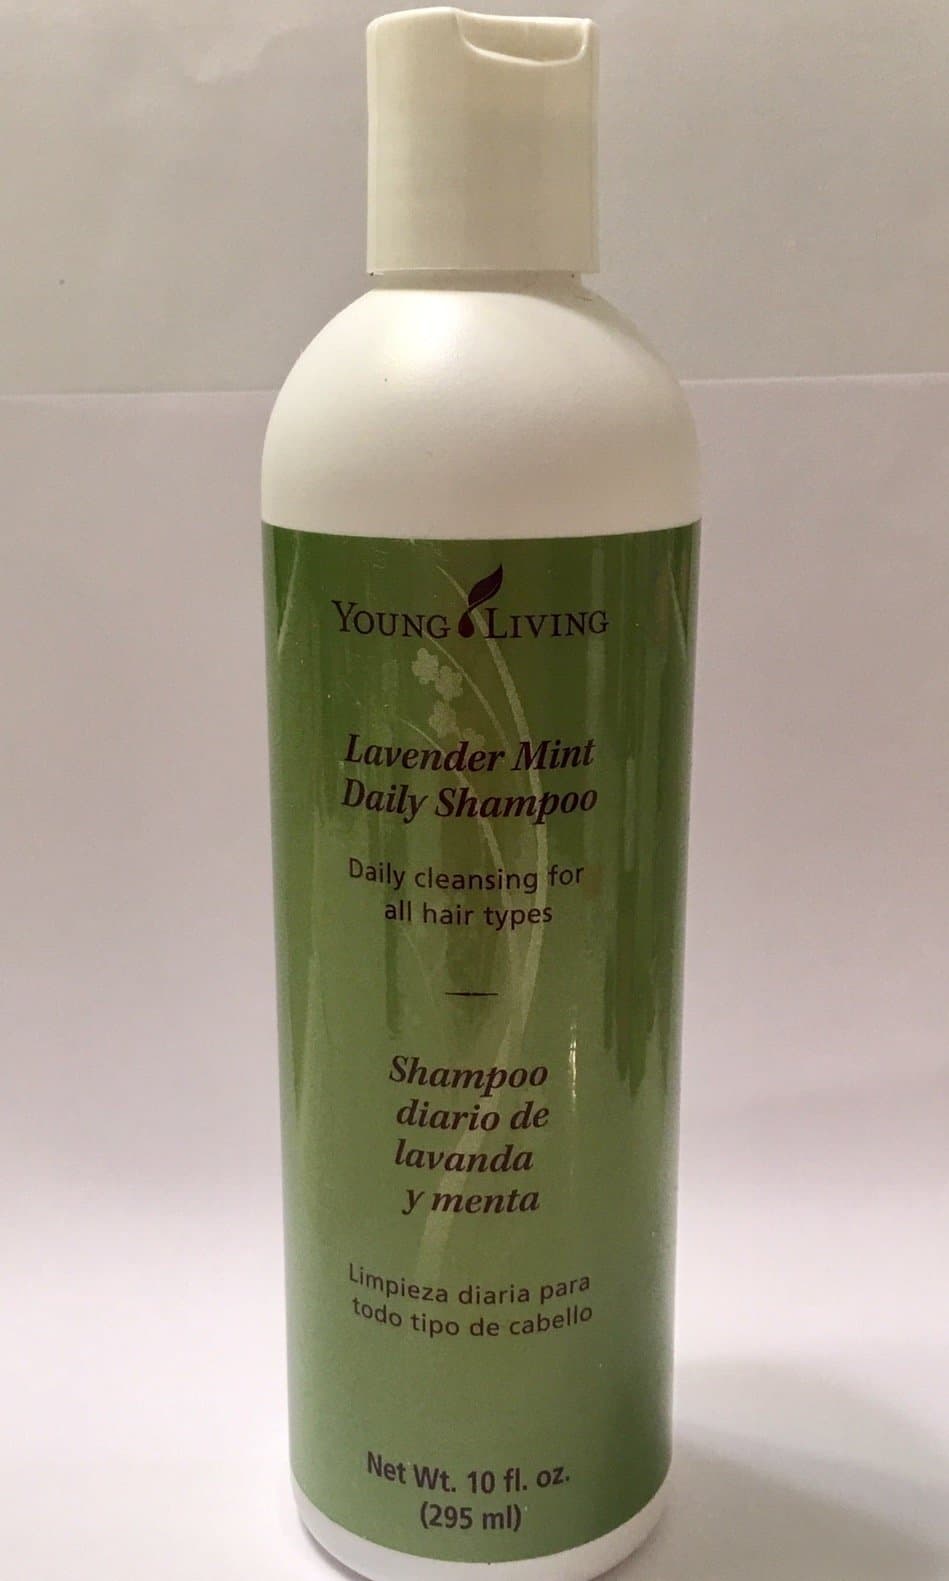 Young Living
Lavender Mint
Daily Shampoo
Daily cleansing for
all hair types
Shampoo
diario de
lavanda
y menta
Limpieza diaria para
todo tipo de cabello
Net Wt. 10 fl. oz.
(295 ml)